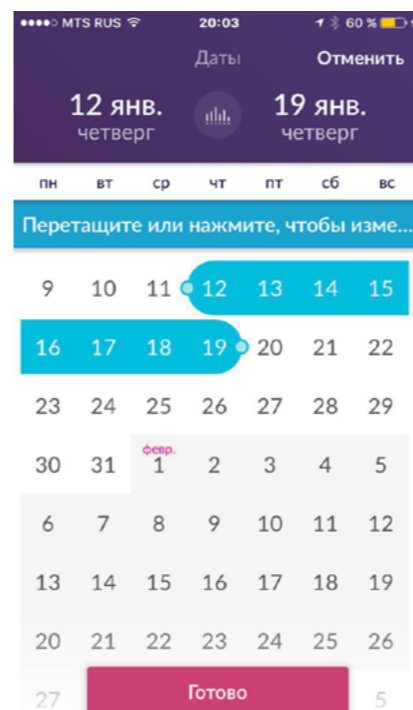 MTS RUS 20:03 60 %
Даты Отменить
12 янв. 19 янв.
четверг четверг
пн вт ср чт пт сб вс
Перетащите или нажмите, чтобы изме...
9 10 11 12 13 14 15
16 17 18 19 20 21 22
23 24 25 26 27 28 29
февр.
30 31 1 2 3 4 5
6 7 8 9 10 11 12
13 14 15 16 17 18 19
20 21 22 23 24 25 26
27 Готово 5